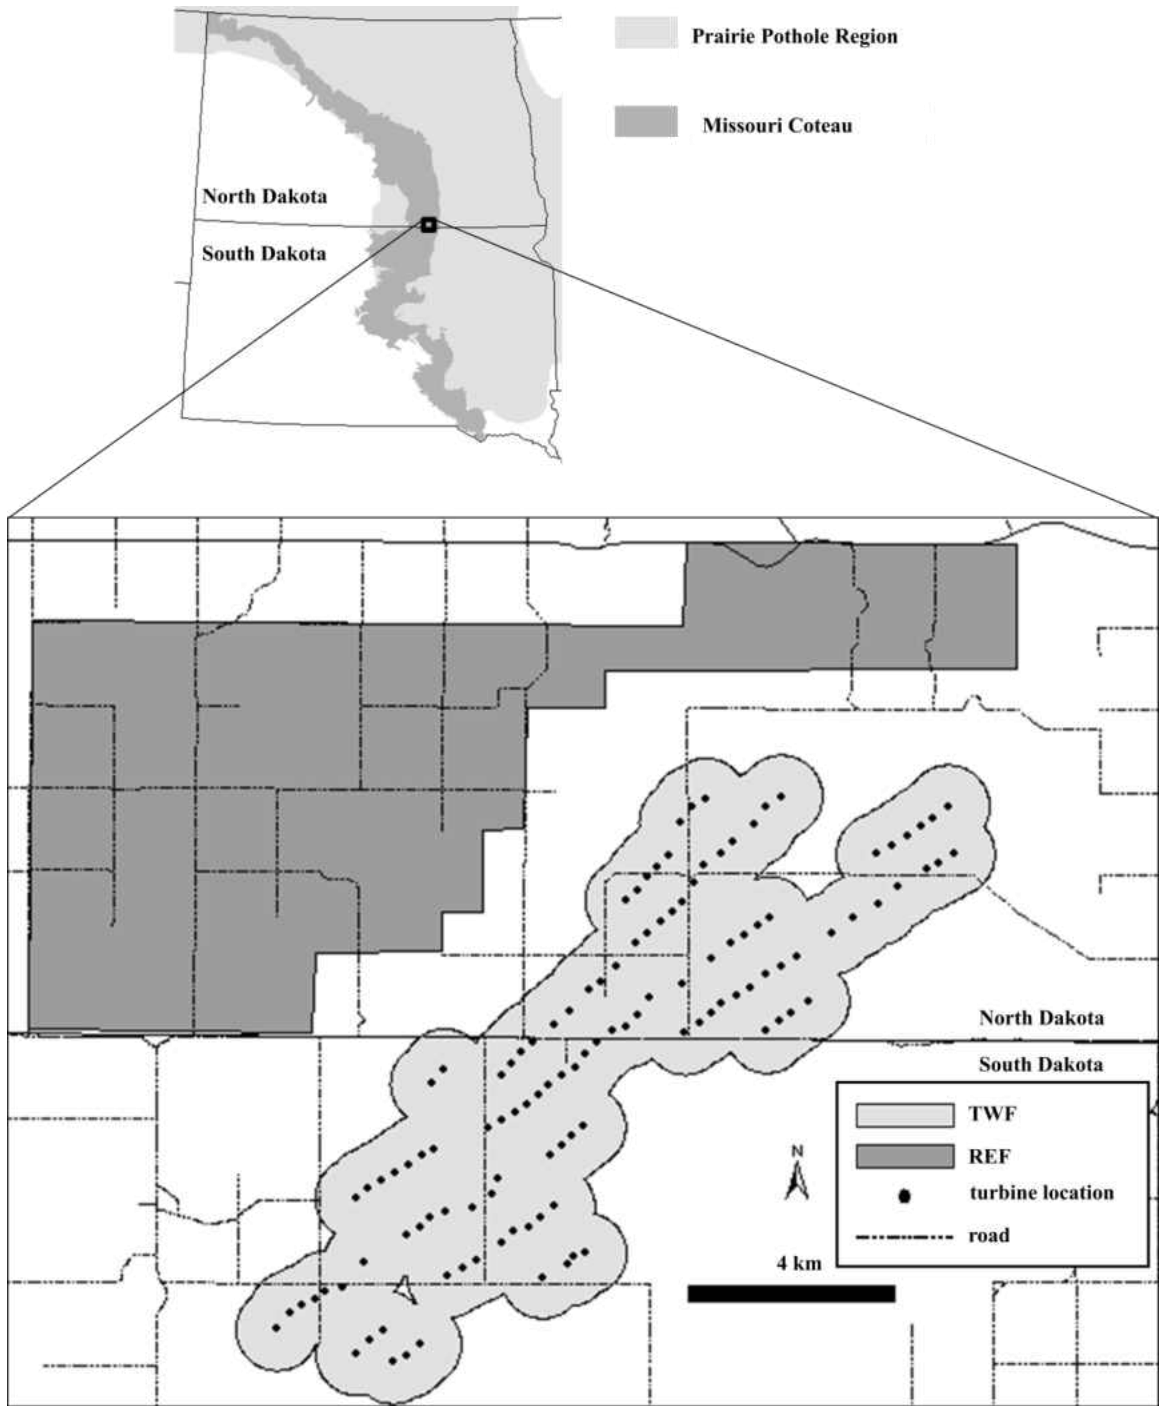 Prairie Pothole Region
Missouri Coteau
North Dakota
South Dakota
North Dakota
South Dakota
TWF
REF
N
turbine location
road
4 km